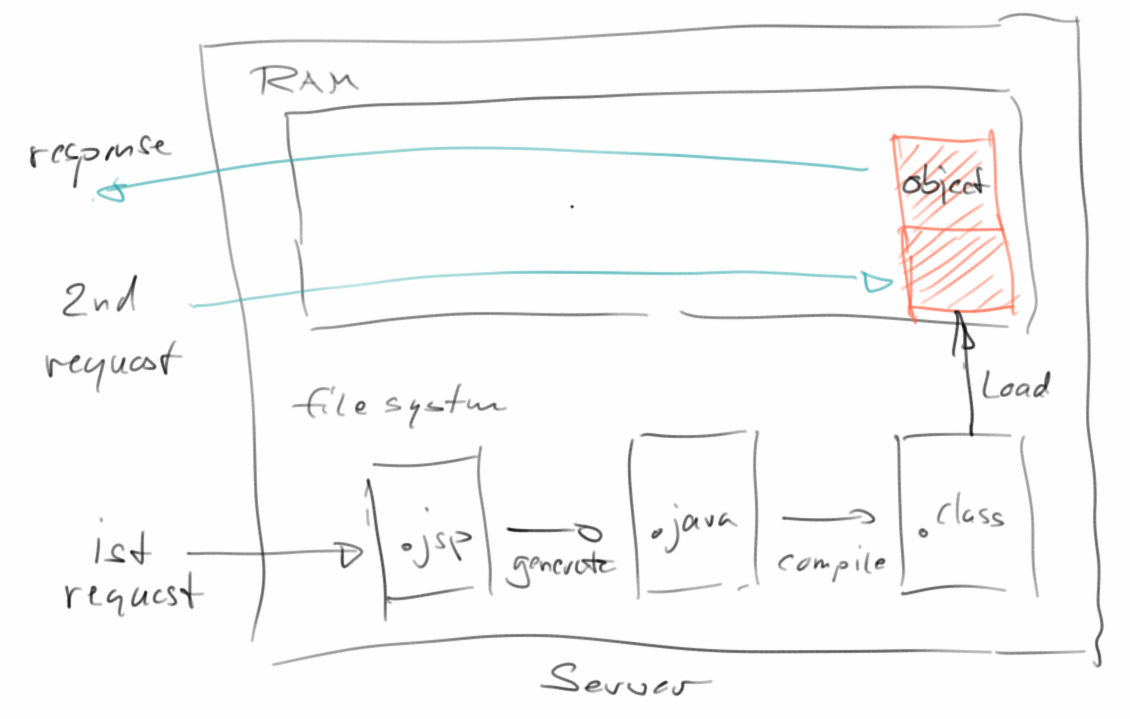 RAM
response
object
2nd
request
Load
file system
1st
request
.jsp
generate
.java
compile
.class
Server